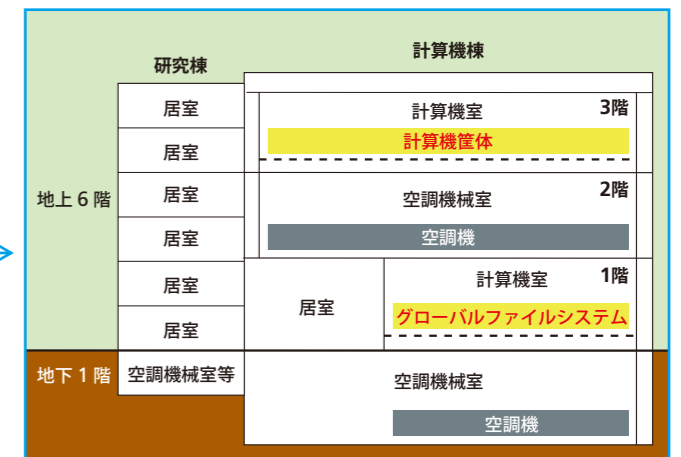 計算機棟
研究棟
居室
計算機室
3階
計算機筐体
居室
地上6階
居室
空調機械室
2階
居室
空調機
居室
居室
計算機室
1階
居室
グローバルファイルシステム
地下1階
空調機械室等
空調機械室
空調機